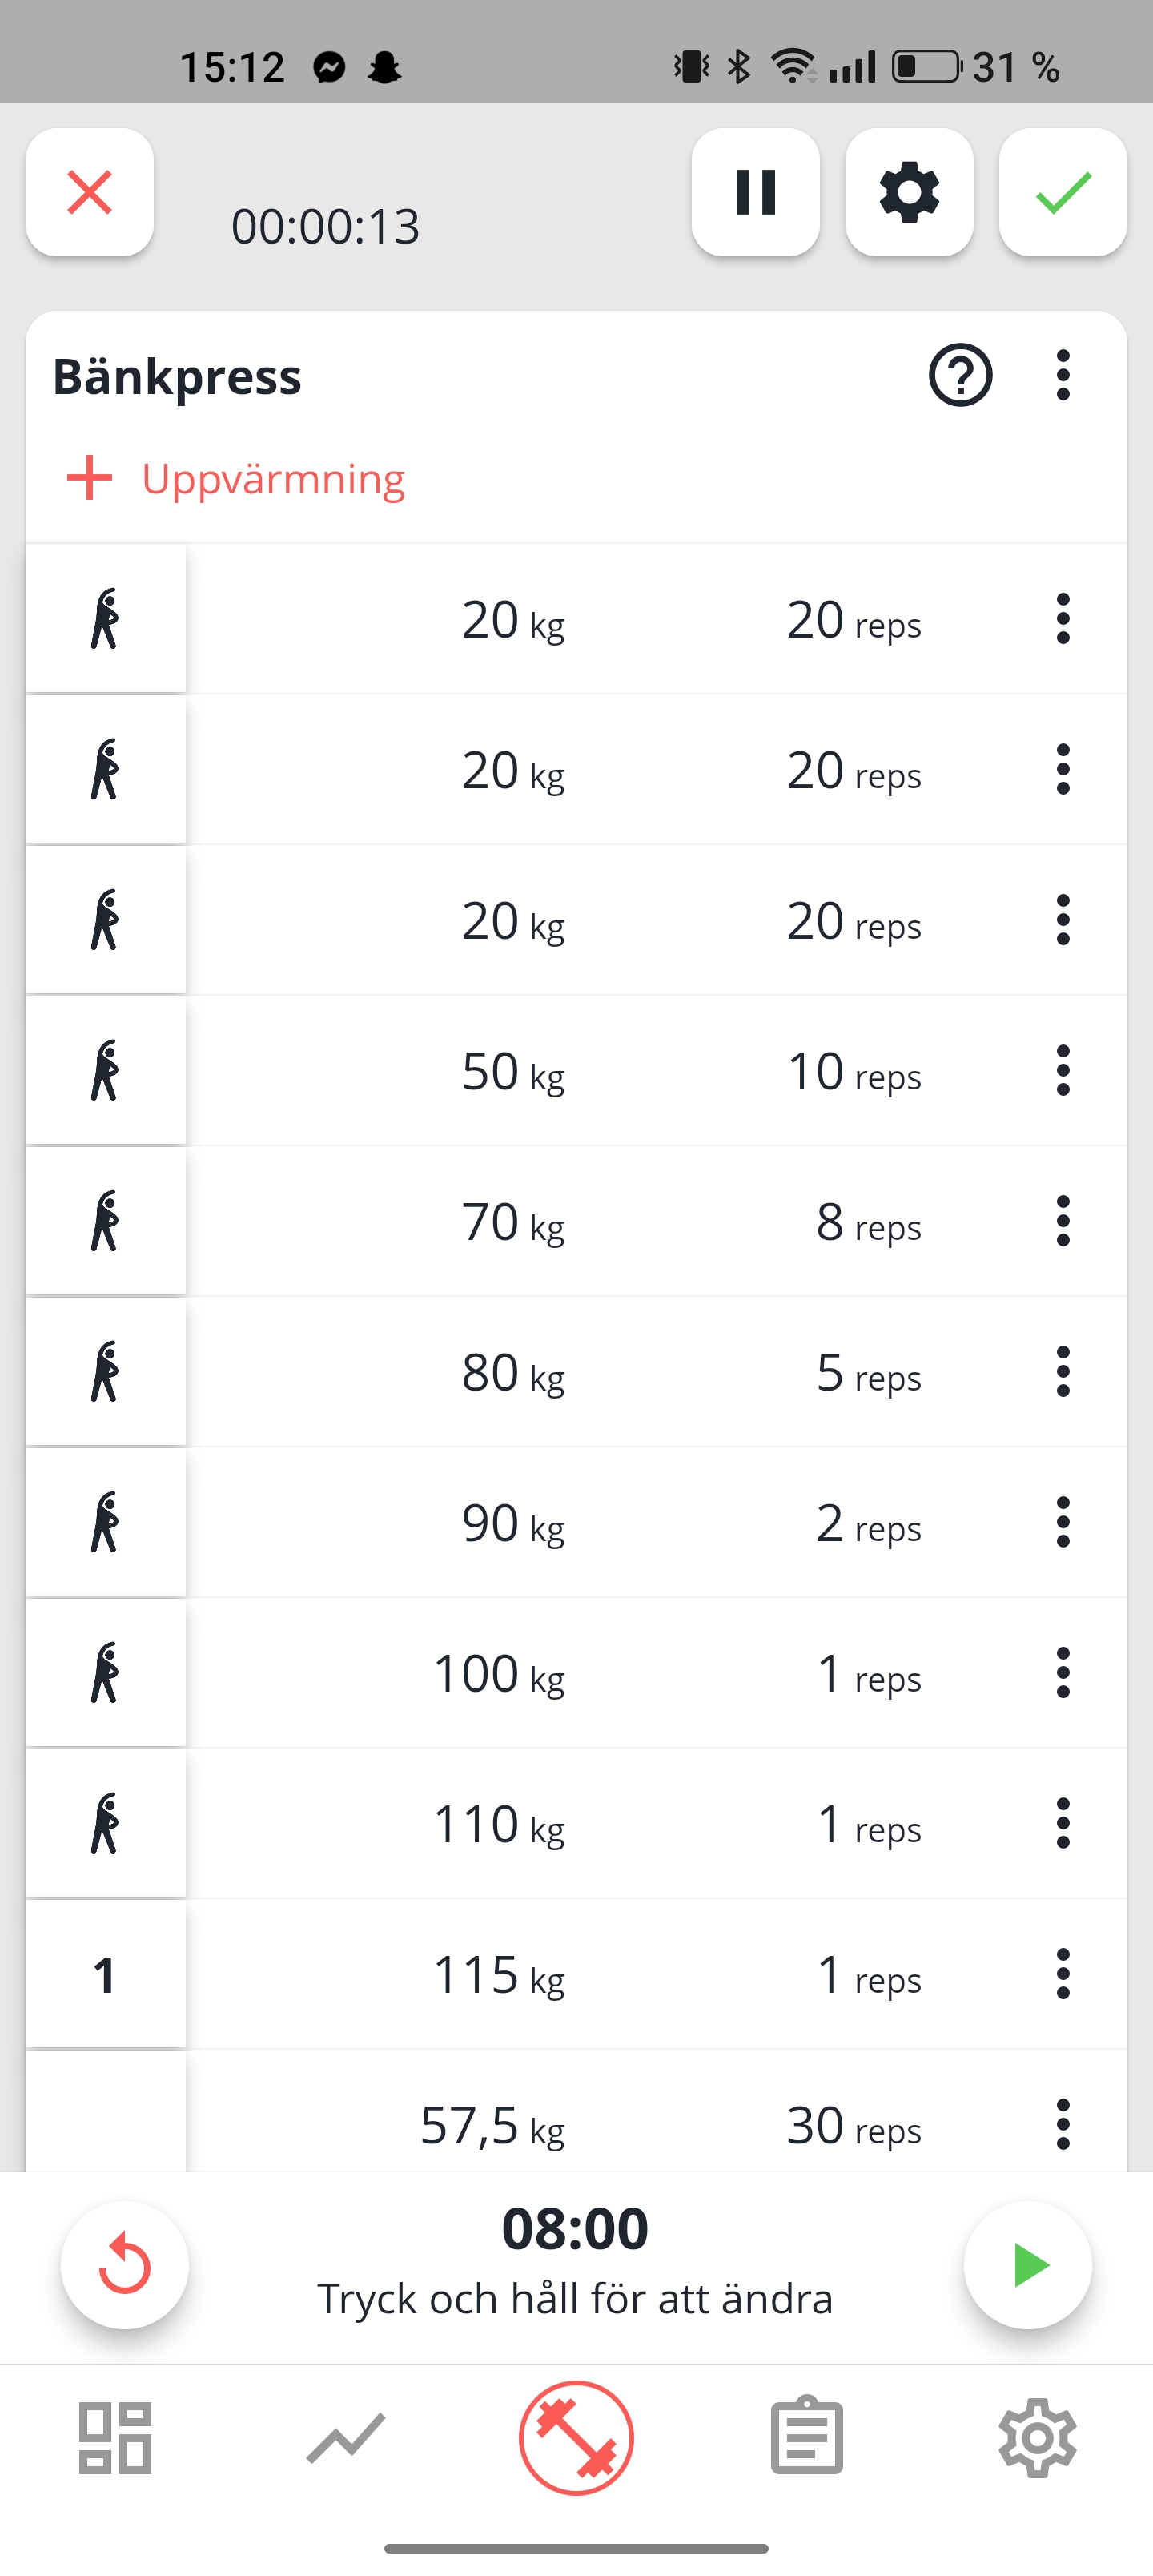 15:12 31 %
00:00:13
Bänkpress
Uppvärmning
20 kg 20 reps
20 kg 20 reps
20 kg 20 reps
50 kg 10 reps
70 kg 8 reps
80 kg 5 reps
90 kg 2 reps
100 kg 1 reps
110 kg 1 reps
1 115 kg 1 reps
57,5 kg 30 reps
08:00
Tryck och håll för att ändra